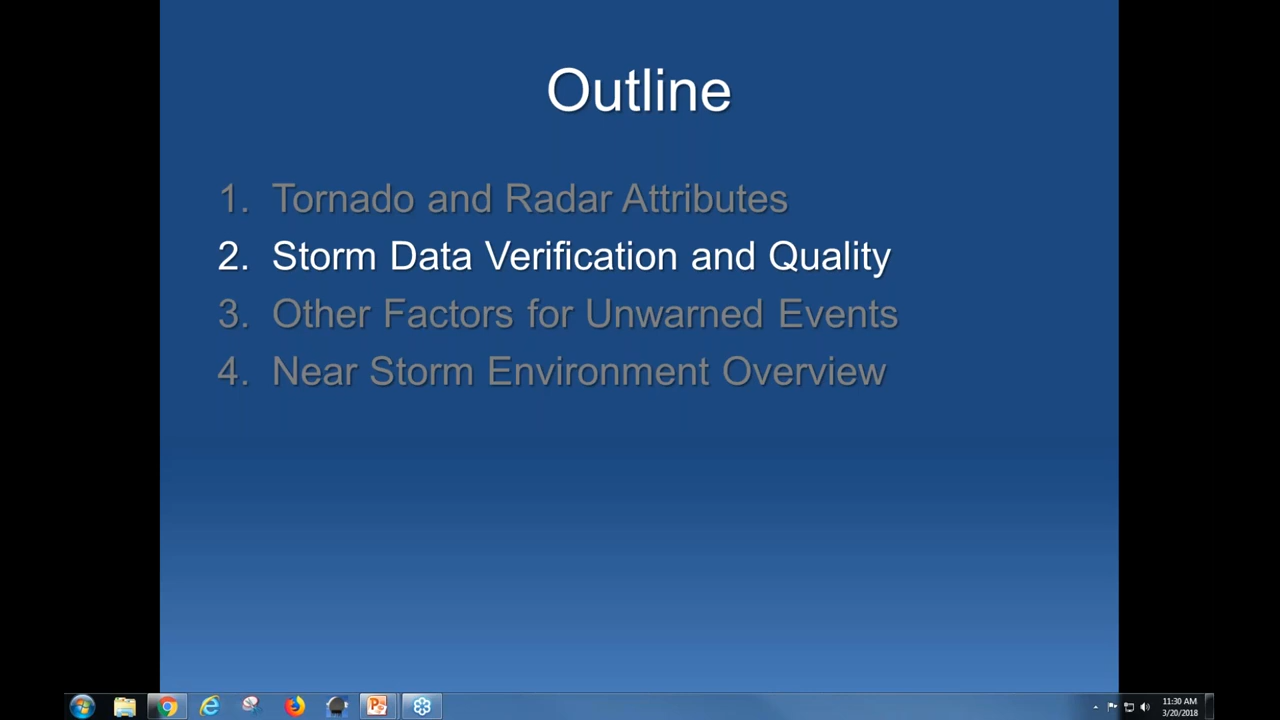 Outline
1. Tornado and Radar Attributes
2. Storm Data Verification and Quality
3. Other Factors for Unwarned Events
4. Near Storm Environment Overview
11:30 AM
3/20/2018